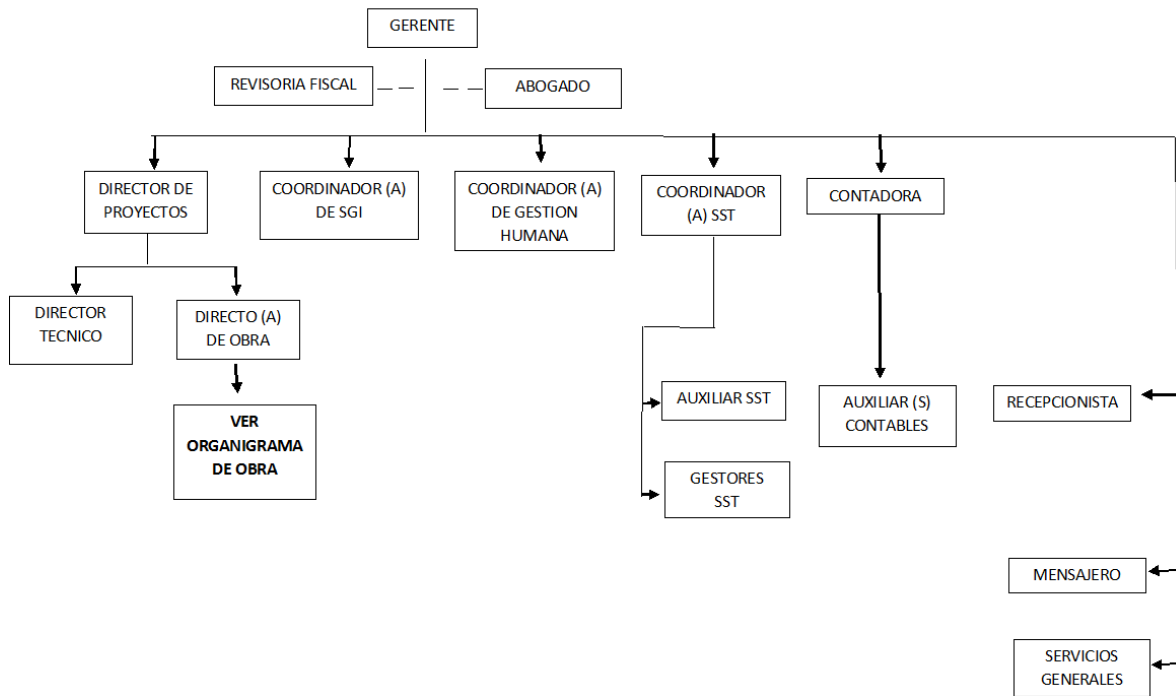 GERENTE
REVISORIA FISCAL
ABOGADO
DIRECTOR DE
PROYECTOS
COORDINADOR (A)
DE SGI
COORDINADOR (A)
DE GESTION
HUMANA
COORDINADOR
(A) SST
CONTADORA
DIRECTOR
TECNICO
DIRECTO (A)
DE OBRA
VER
ORGANIGRAMA
DE OBRA
AUXILIAR SST
AUXILIAR (S)
CONTABLES
RECEPCIONISTA
GESTORES
SST
MENSAJERO
SERVICIOS
GENERALES